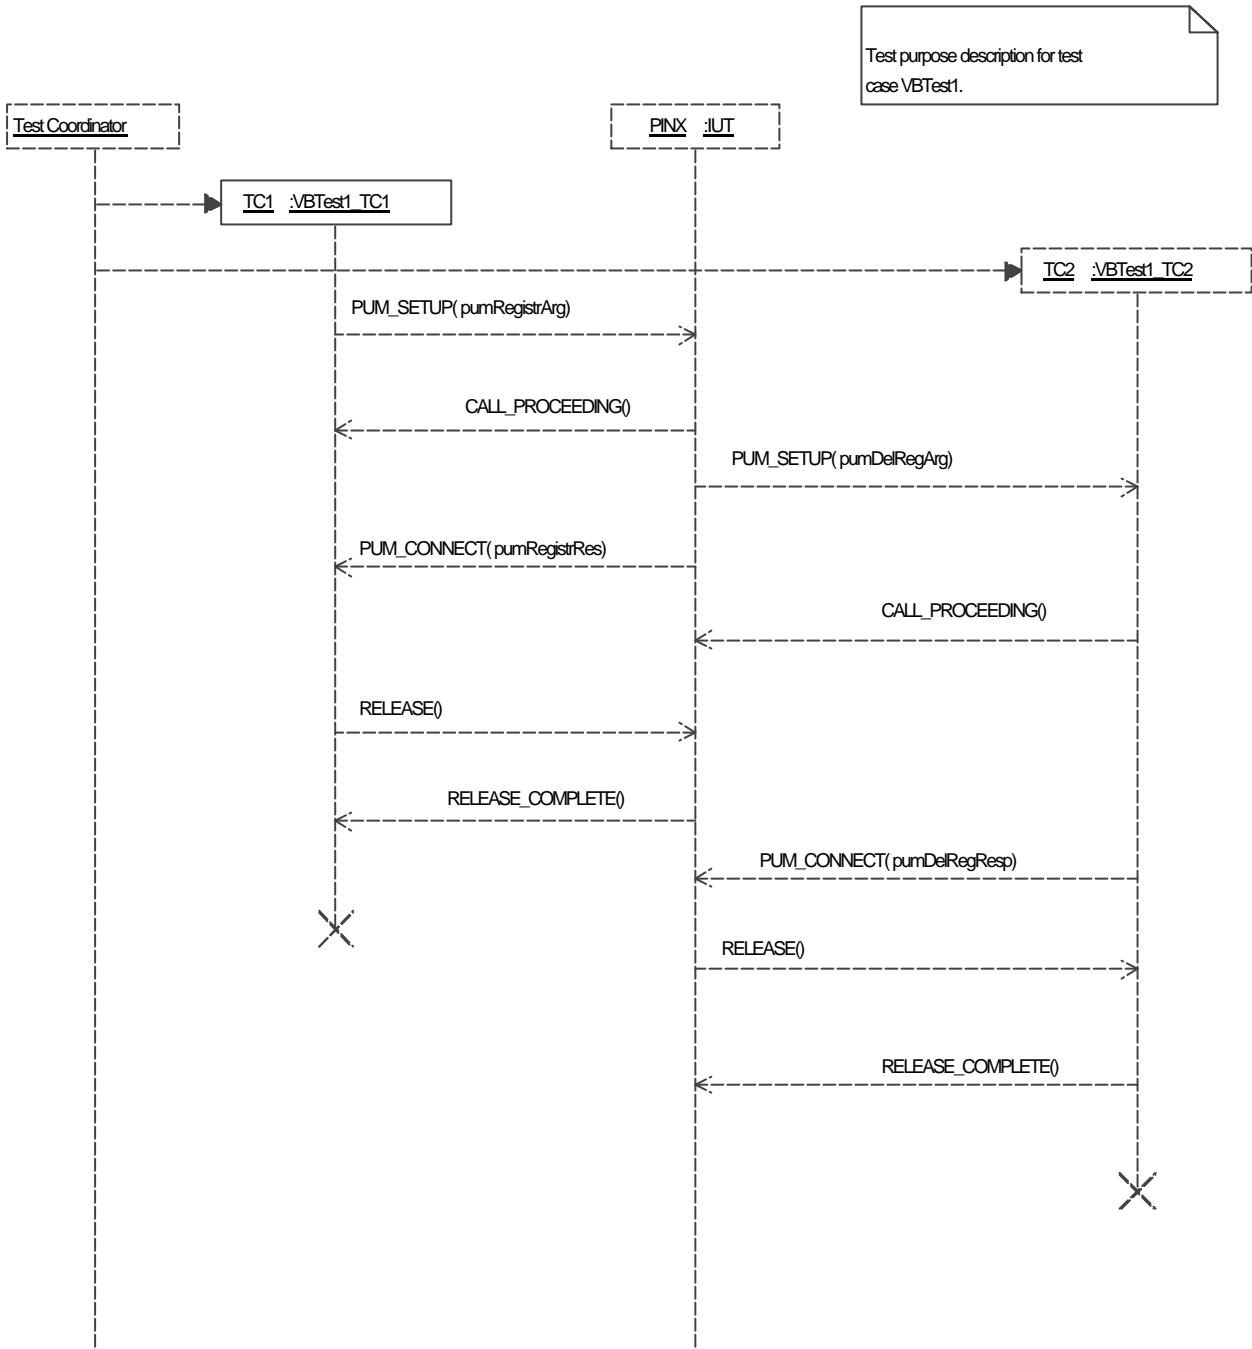 Test purpose description for test
case VBTest1.
Test Coordinator
PINX :IUT
TC1 :VBTest1_TC1
TC2 :VBTest1_TC2
PUM_SETUP( pumRegistrArg)
CALL_PROCEEDING()
PUM_SETUP( pumDelRegArg)
PUM_CONNECT( pumRegistrRes)
CALL_PROCEEDING()
RELEASE()
RELEASE_COMPLETE()
PUM_CONNECT( pumDelRegResp)
RELEASE()
RELEASE_COMPLETE()